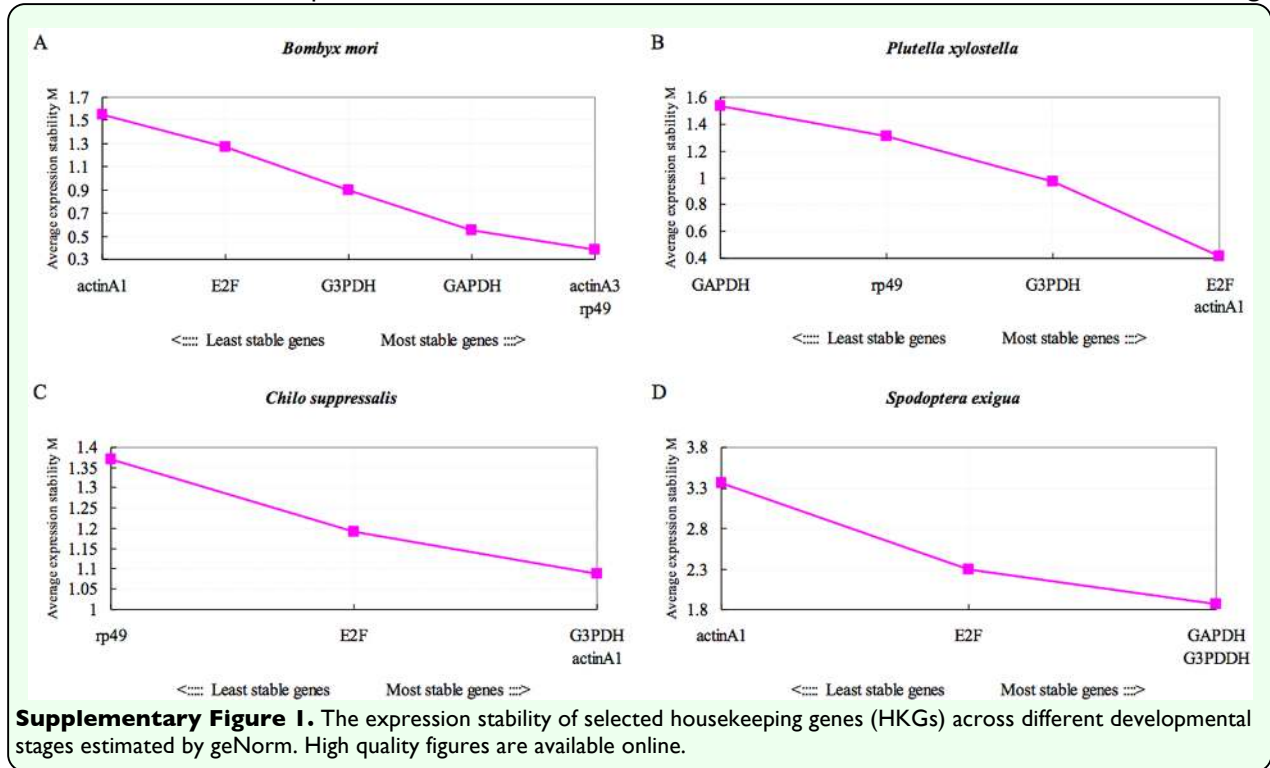 A
Bombyx mori
Average expression stability M
1.7
1.5
1.3
1.1
0.9
0.7
0.5
0.3
actinA1 E2F G3PDH GAPDH actinA3
rp49
<::::: Least stable genes Most stable genes ::::>
B
Plutella xylostella
Average expression stability M
1.6
1.4
1.2
1
0.8
0.6
0.4
GAPDH rp49 G3PDH E2F
actinA1
<::::: Least stable genes Most stable genes ::::>
C
Chilo suppressalis
Average expression stability M
1.4
1.35
1.3
1.25
1.2
1.15
1.1
1.05
1
rp49 E2F G3PDH
actinA1
<::::: Least stable genes Most stable genes ::::>
D
Spodoptera exigua
Average expression stability M
3.8
3.3
2.8
2.3
1.8
actinA1 E2F GAPDH
G3PDDH
<::::: Least stable genes Most stable genes ::::>
Supplementary Figure 1. The expression stability of selected housekeeping genes (HKGs) across different developmental
stages estimated by geNorm. High quality figures are available online.